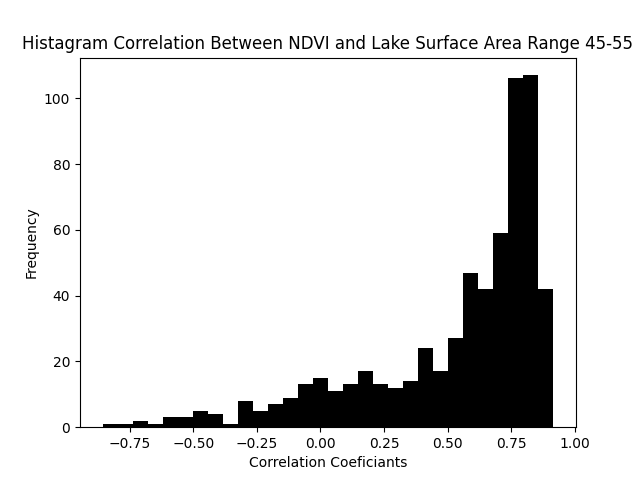 Histagram Correlation Between NDVI and Lake Surface Area Range 45-55
100
80
60
40
20
0
Frequency
−0.75 −0.50 −0.25 0.00 0.25 0.50 0.75 1.00
Correlation Coeficiants